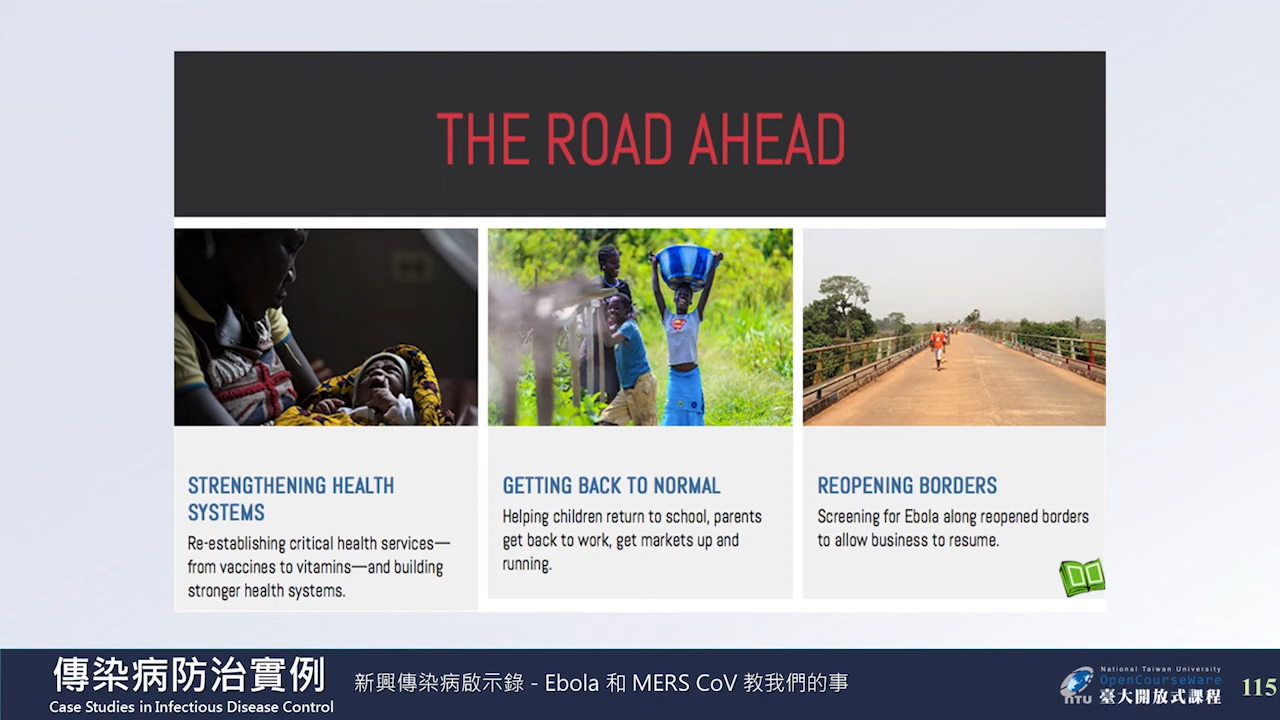 THE ROAD AHEAD
STRENGTHENING HEALTH
SYSTEMS
Re-establishing critical health services—
from vaccines to vitamins—and building
stronger health systems.
GETTING BACK TO NORMAL
Helping children return to school, parents
get back to work, get markets up and
running.
REOPENING BORDERS
Screening for Ebola along reopened borders
to allow business to resume.
傳染病防治實例
Case Studies in Infectious Disease Control
新興傳染病啟示錄 - Ebola 和 MERS CoV 教我們的事
National Taiwan University
OpenCourseWare
NTU 臺大開放式課程
115